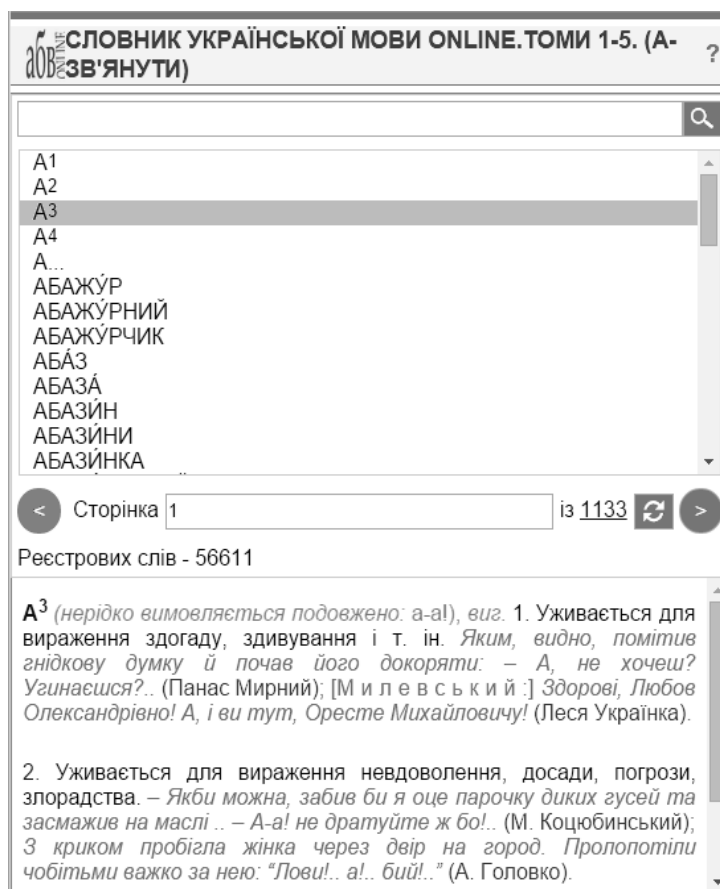 абв ONLINE СЛОВНИК УКРАЇНСЬКОЇ МОВИ ONLINE.ТОМИ 1-5. (А- ?
ЗВ'ЯНУТИ)
А1
А2
А3
А4
А...
АБАЖУ́Р
АБАЖУ́РНИЙ
АБАЖУ́РЧИК
АБА́З
АБАЗА́
АБАЗИ́Н
АБАЗИ́НИ
АБАЗИ́НКА
< Сторінка 1 із 1133 >
Реєстрових слів - 56611
А³ (нерідко вимовляється подовжено: а-а!), виг. 1. Уживається для
вираження здогаду, здивування і т. ін. Яким, видно, помітив
гнідкову думку й почав його докоряти: – А, не хочеш?
Угинаєшся?.. (Панас Мирний); [М и л е в с ь к и й :] Здорові, Любов
Олександрівно! А, і ви тут, Оресте Михайловичу! (Леся Українка).
2. Уживається для вираження невдоволення, досади, погрози,
злорадства. – Якби можна, забив би я оце парочку диких гусей та
засмажив на маслі .. – А-а! не дратуйте ж бо!.. (М. Коцюбинський);
З криком пробігла жінка через двір на город. Пролопотіли
чобітьми важко за нею: “Лови!.. а!.. бий!..” (А. Головко).